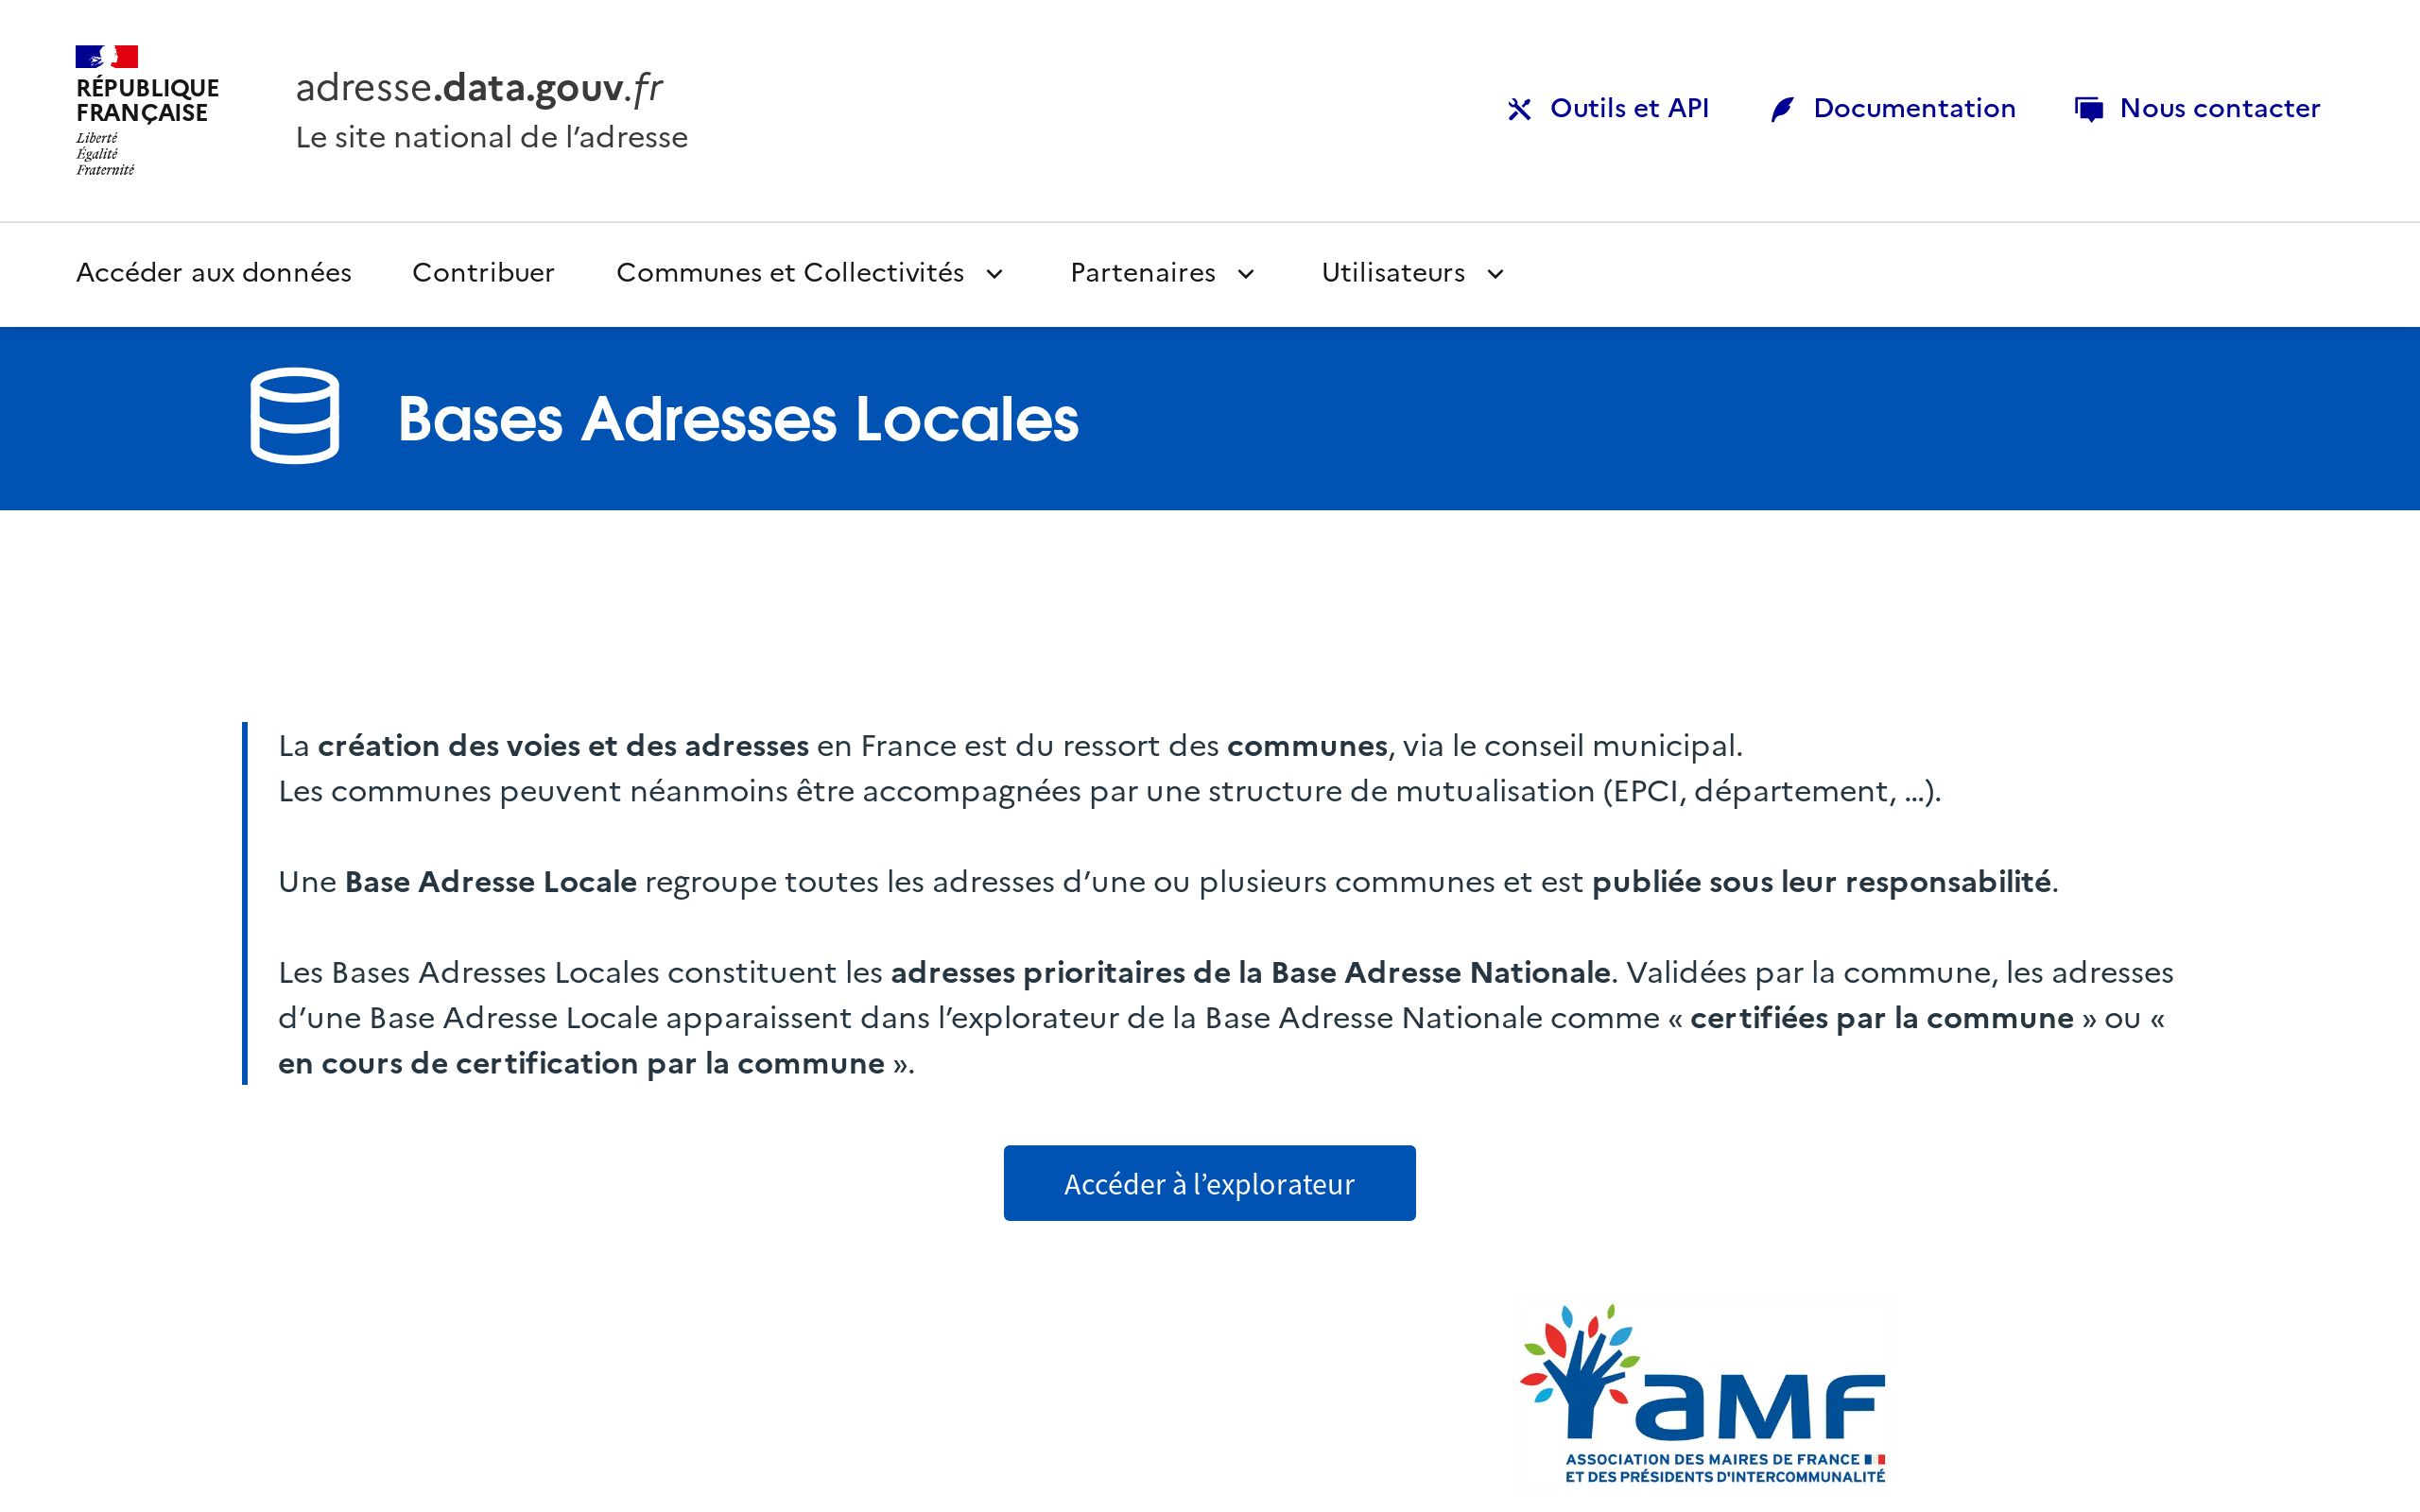 RÉPUBLIQUE
FRANÇAISE
Liberté
Égalité
Fraternité
adresse.data.gouv.fr
Le site national de l’adresse
Outils et API
Documentation
Nous contacter
Accéder aux données
Contribuer
Communes et Collectivités
Partenaires
Utilisateurs
Bases Adresses Locales
La création des voies et des adresses en France est du ressort des communes, via le conseil municipal.
Les communes peuvent néanmoins être accompagnées par une structure de mutualisation (EPCI, département, …).
Une Base Adresse Locale regroupe toutes les adresses d’une ou plusieurs communes et est publiée sous leur responsabilité.
Les Bases Adresses Locales constituent les adresses prioritaires de la Base Adresse Nationale. Validées par la commune, les adresses
d’une Base Adresse Locale apparaissent dans l’explorateur de la Base Adresse Nationale comme « certifiées par la commune » ou «
en cours de certification par la commune ».
Accéder à l’explorateur
aMF
ASSOCIATION DES MAIRES DE FRANCE
ET DES PRÉSIDENTS D'INTERCOMMUNALITÉ